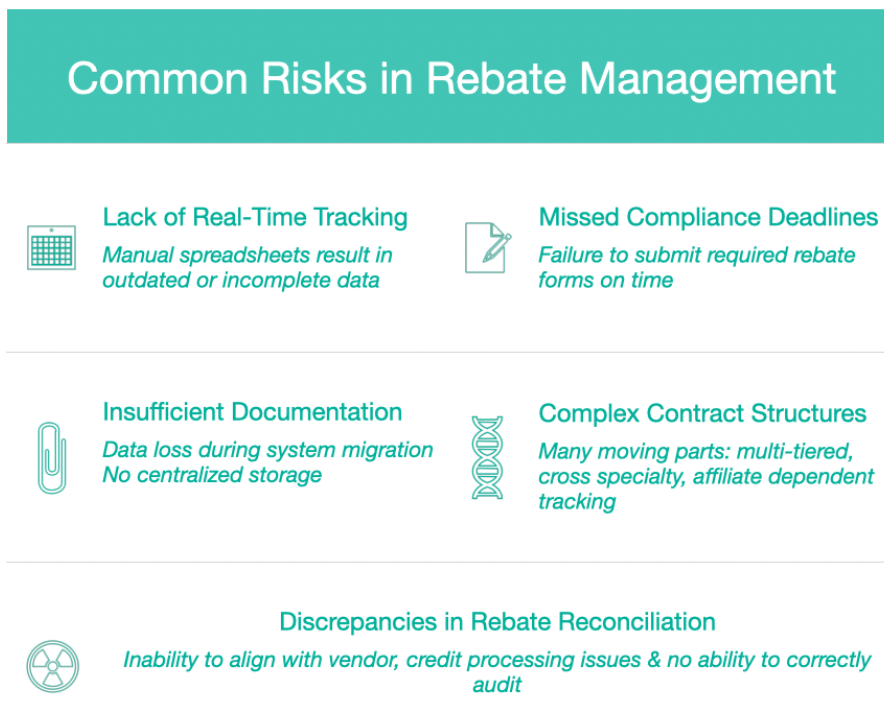 Common Risks in Rebate Management
Lack of Real-Time Tracking
Manual spreadsheets result in
outdated or incomplete data
Missed Compliance Deadlines
Failure to submit required rebate
forms on time
Insufficient Documentation
Data loss during system migration
No centralized storage
Complex Contract Structures
Many moving parts: multi-tiered,
cross specialty, affiliate dependent
tracking
Discrepancies in Rebate Reconciliation
Inability to align with vendor, credit processing issues & no ability to correctly
audit